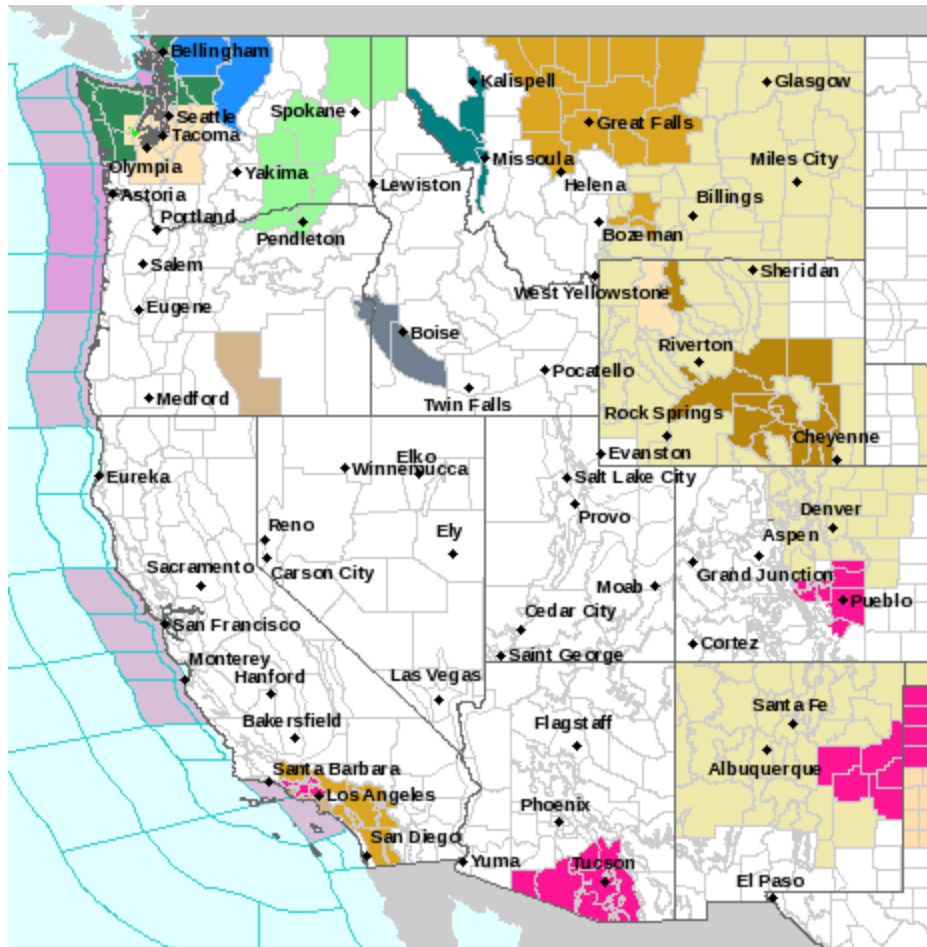 Bellingham
Kalispell
Glasgow
Spokane
Seattle
Great Falls
Tacoma
Olympia
Missoula
Miles City
Yakima
Helena
Lewiston
Astoria
Billings
Portland
Pendleton
Bozeman
Salem
Sheridan
West Yellowstone
Eugene
Boise
Riverton
Pocatello
Medford
Twin Falls
Rock Springs
Cheyenne
Evanston
Elko
Winnemucca
Eureka
Salt Lake City
Provo
Denver
Reno
Ely
Aspen
Sacramento
Carson City
Grand Junction
Moab
Pueblo
Cedar City
San Francisco
Cortez
Saint George
Monterey
Hanford
Las Vegas
Santa Fe
Bakersfield
Flagstaff
Albuquerque
Santa Barbara
Los Angeles
Phoenix
San Diego
Yuma
Tucson
El Paso